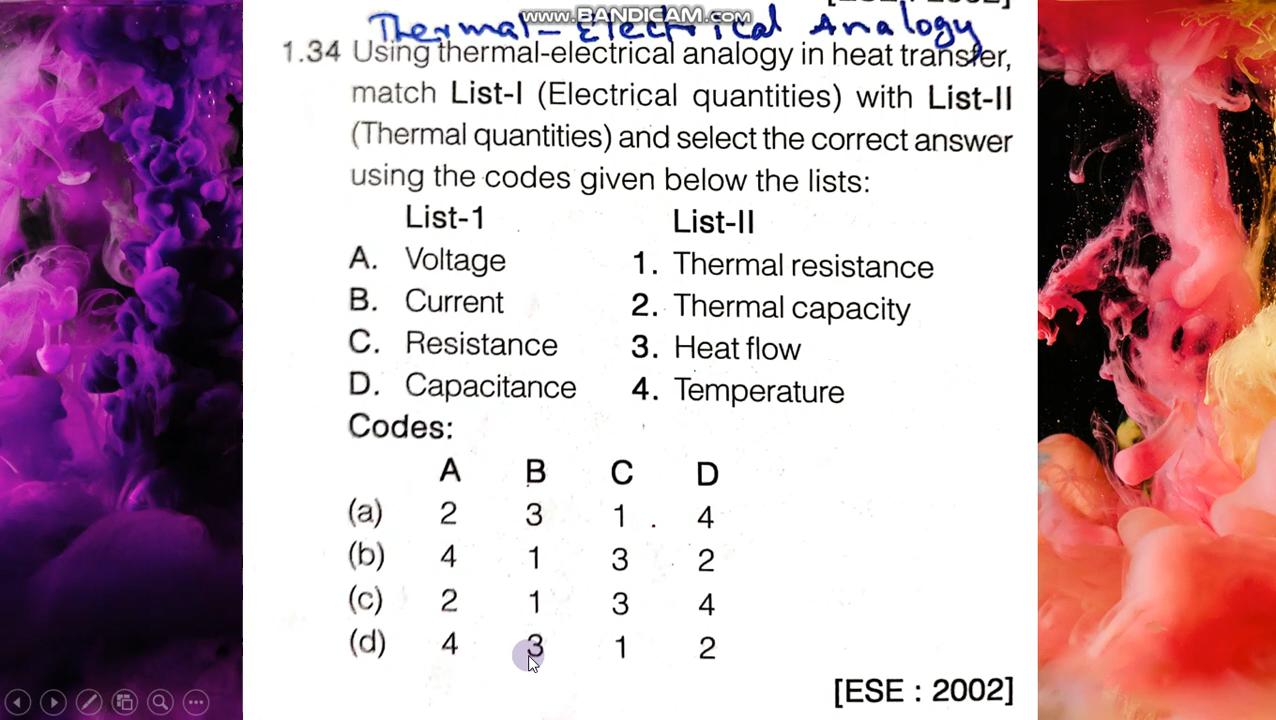 www.BANDICAM.com
Thermal-Electrical Analogy
1.34 Using thermal-electrical analogy in heat transfer,
match List-I (Electrical quantities) with List-II
(Thermal quantities) and select the correct answer
using the codes given below the lists:
List-1 List-II
A. Voltage 1. Thermal resistance
B. Current 2. Thermal capacity
C. Resistance 3. Heat flow
D. Capacitance 4. Temperature
Codes:
A B C D
(a) 2 3 1 4
(b) 4 1 3 2
(c) 2 1 3 4
(d) 4 3 1 2
[ESE : 2002]